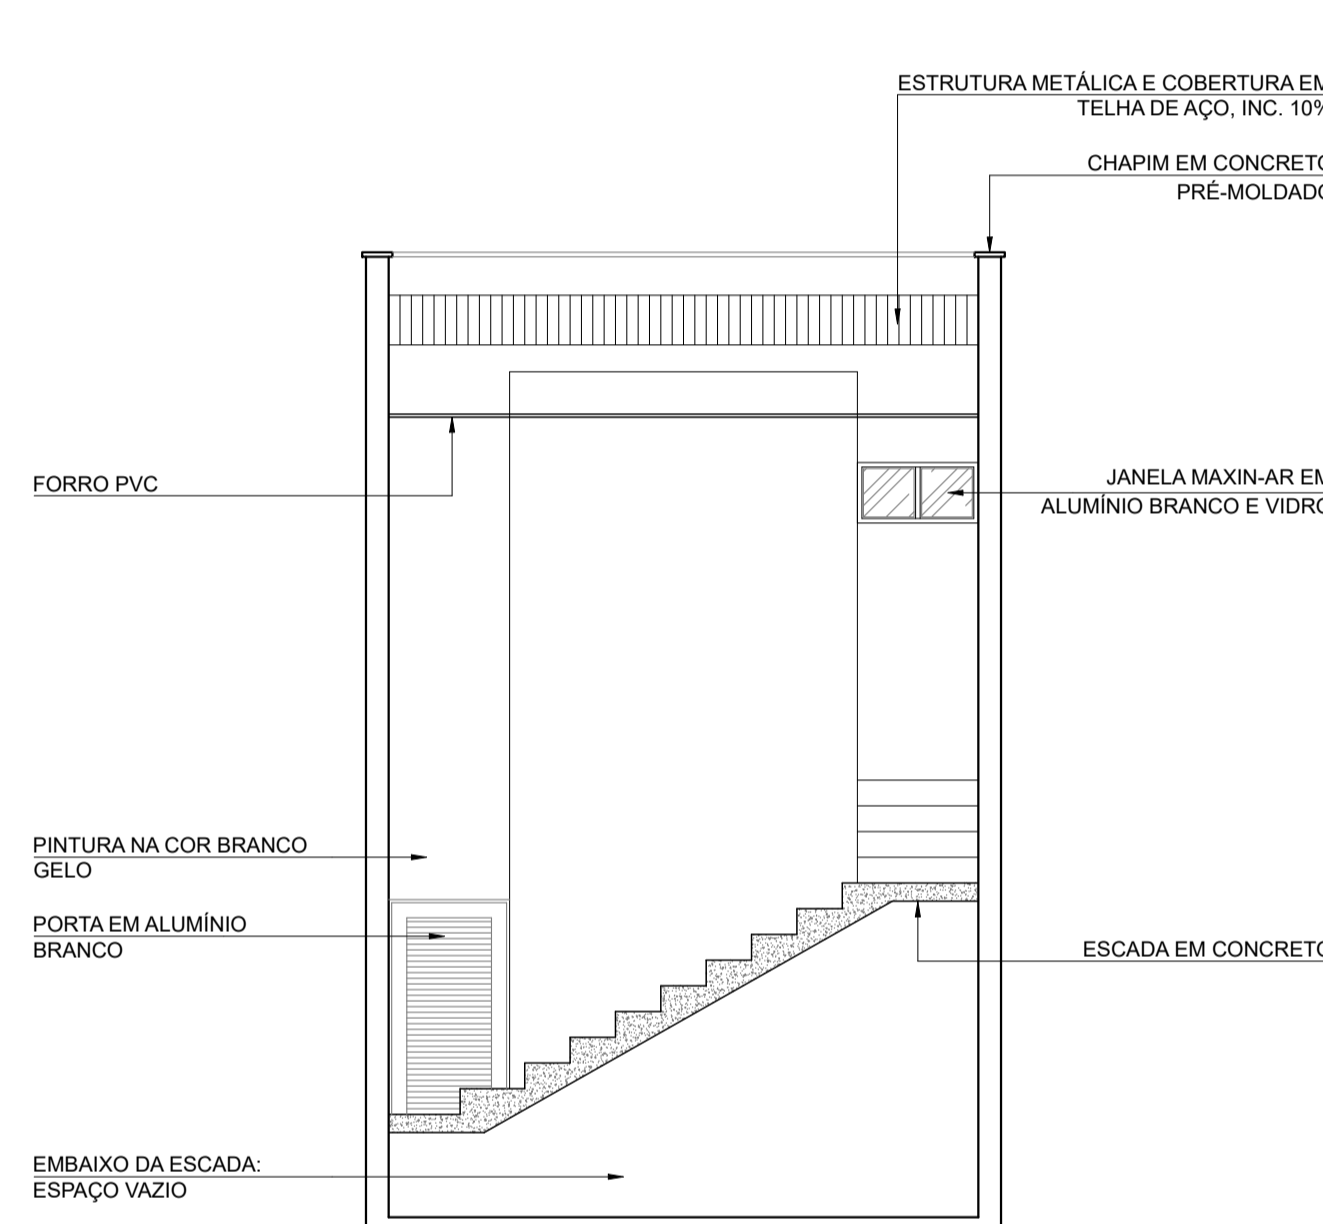 ESTRUTURA METÁLICA E COBERTURA EM
TELHA DE AÇO, INC. 10%
CHAPIM EM CONCRETO
PRÉ-MOLDADO
FORRO PVC
JANELA MAXIN-AR EM
ALUMÍNIO BRANCO E VIDRO
PINTURA NA COR BRANCO
GELO
PORTA EM ALUMÍNIO
BRANCO
ESCADA EM CONCRETO
EMBAIXO DA ESCADA:
ESPAÇO VAZIO